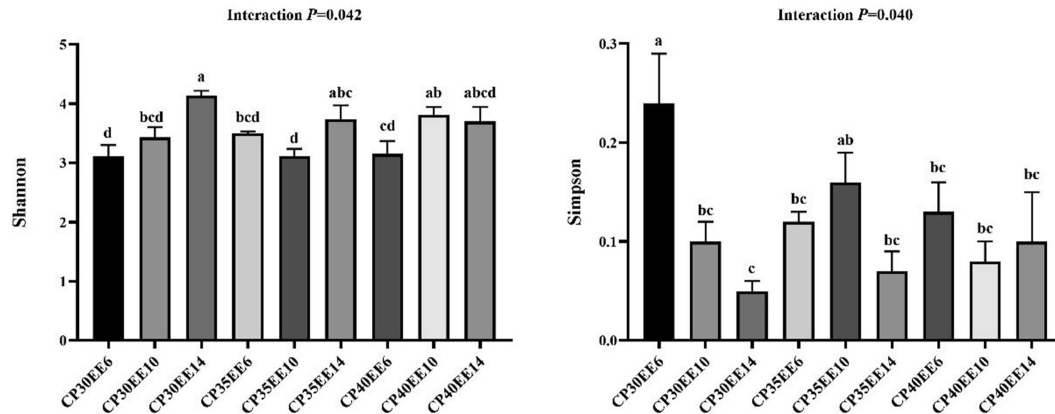 Interaction P=0.042
Shannon
5
4
3
2
1
0
d
bcd
a
bcd
d
abc
cd
ab
abcd
CP30EE6
CP30EE10
CP30EE14
CP35EE6
CP35EE10
CP35EE14
CP40EE6
CP40EE10
CP40EE14
Interaction P=0.040
Simpson
0.3
0.2
0.1
0.0
a
bc
c
bc
ab
bc
bc
bc
bc
CP30EE6
CP30EE10
CP30EE14
CP35EE6
CP35EE10
CP35EE14
CP40EE6
CP40EE10
CP40EE14